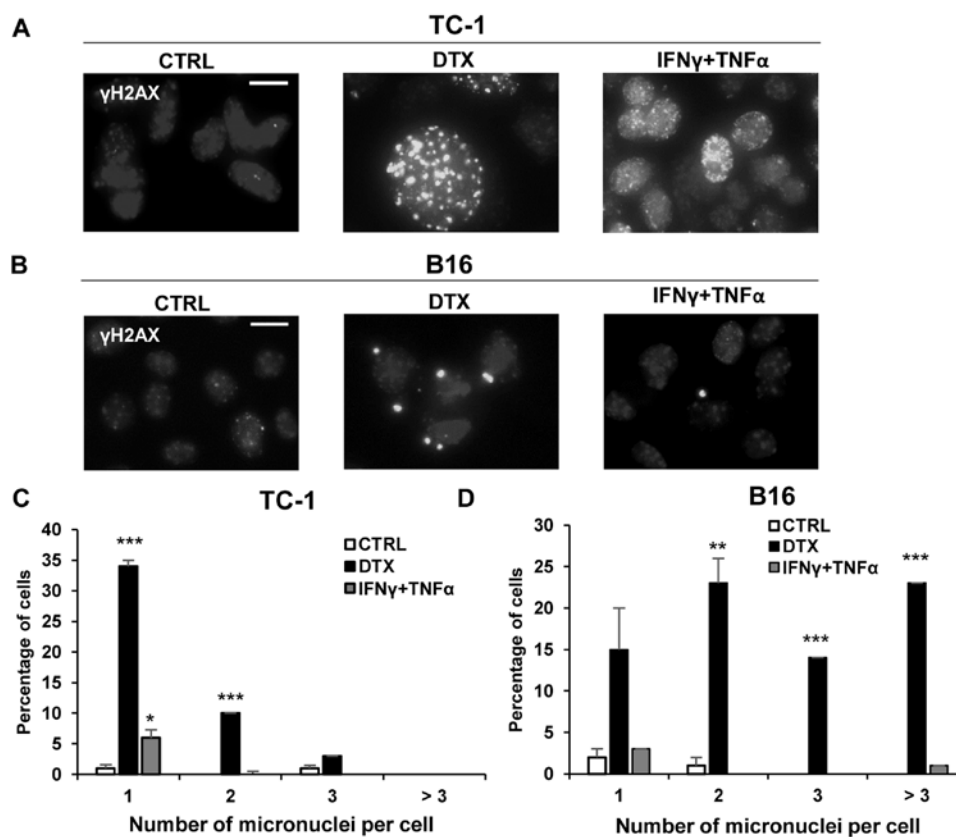 A
TC-1
CTRL
DTX
IFNγ+TNFα
γH2AX
B
B16
CTRL
DTX
IFNγ+TNFα
γH2AX
C
TC-1
40
35
30
25
20
15
10
5
0
Percentage of cells
***
*
***
CTRL
DTX
IFNγ+TNFα
1 2 3 > 3
Number of micronuclei per cell
D
B16
30
25
20
15
10
5
0
Percentage of cells
**
***
***
CTRL
DTX
IFNγ+TNFα
1 2 3 > 3
Number of micronuclei per cell